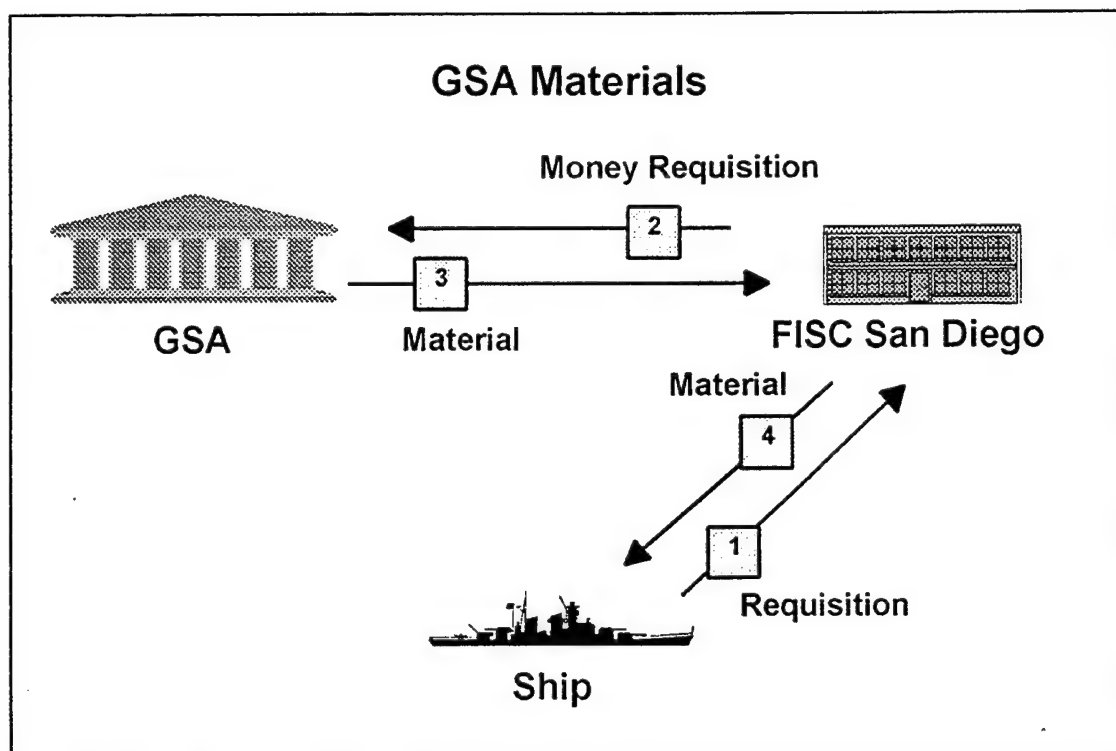 GSA Materials
Money Requisition
2
3
GSA
Material
FISC San Diego
Material
4
1
Requisition
Ship